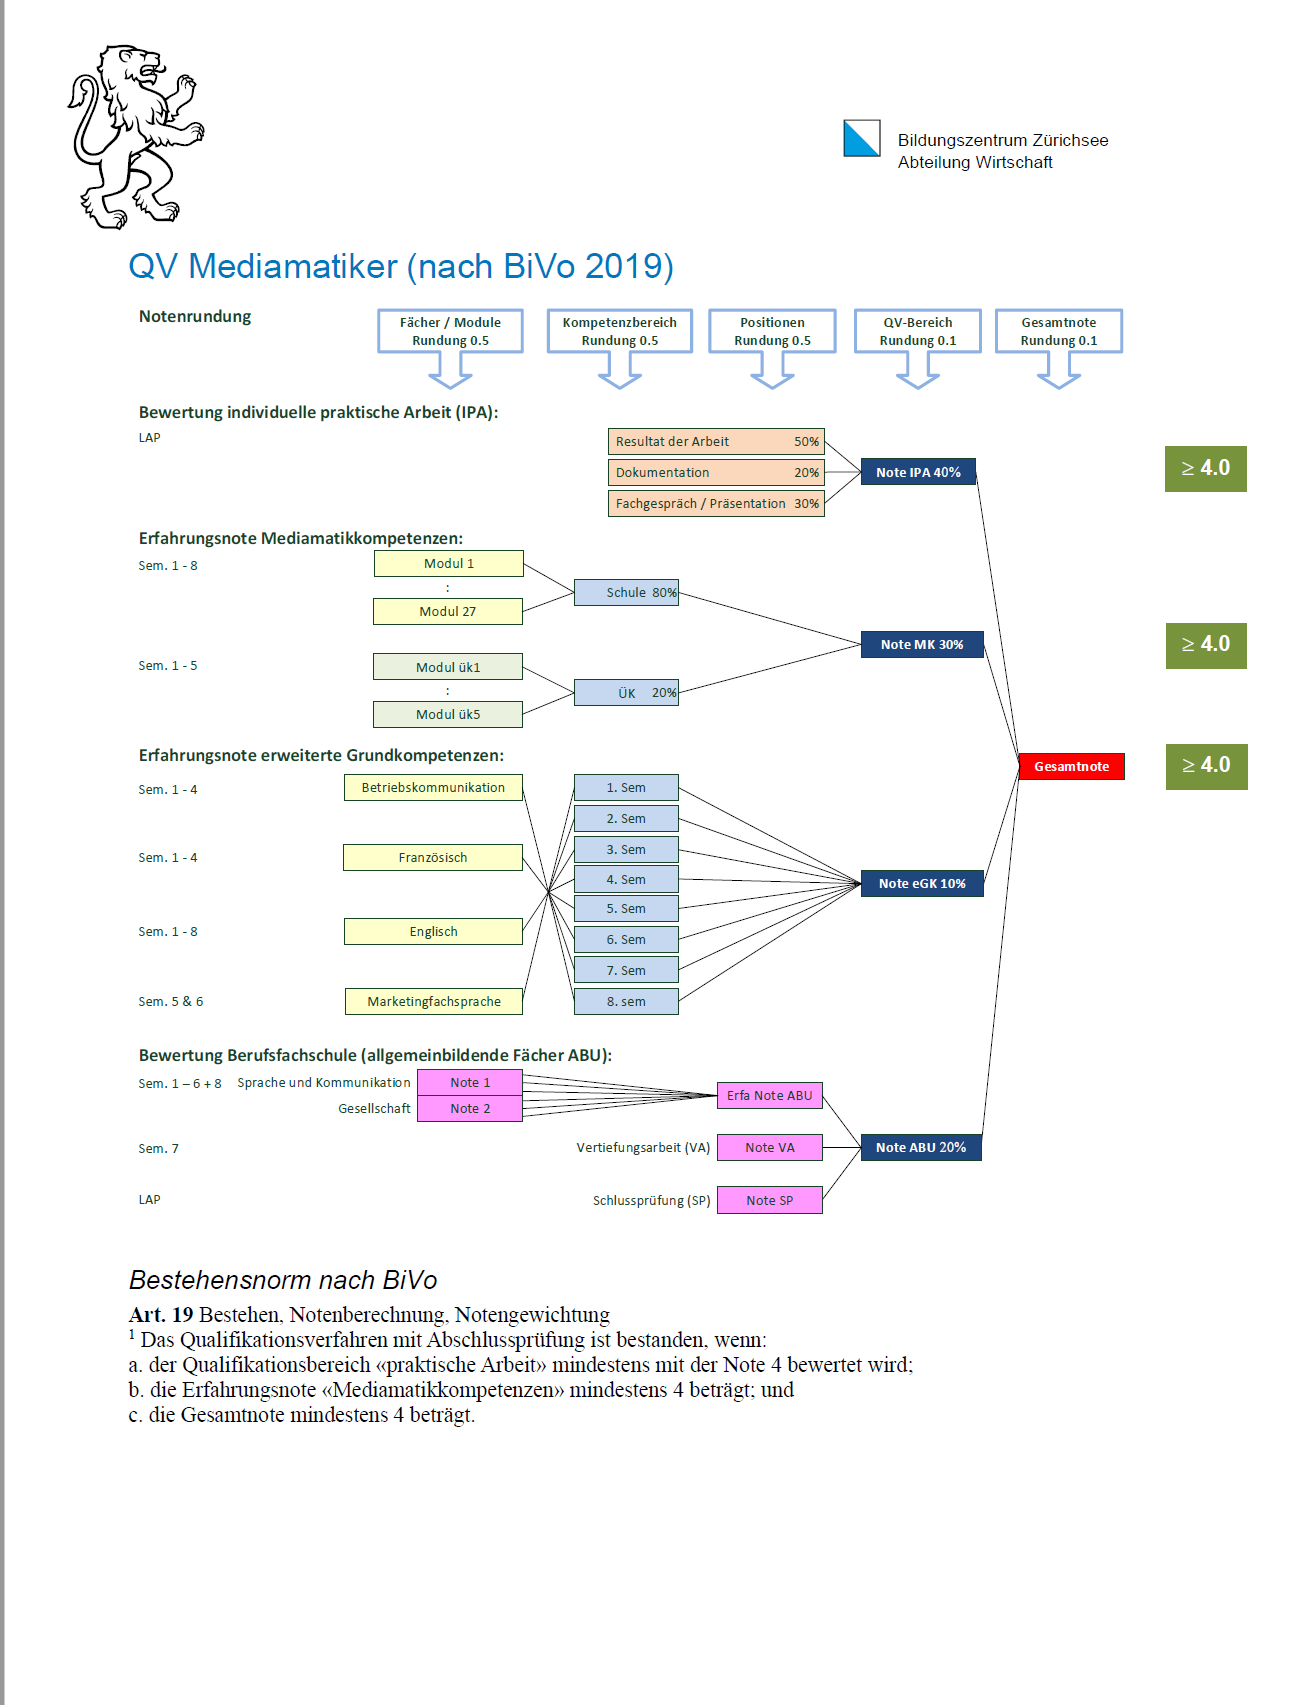 Bildungszentrum Zürichsee
Abteilung Wirtschaft
QV Mediamatiker (nach BiVo 2019)
Notenrundung
Fächer / Module
Rundung 0.5
Kompetenzbereich
Rundung 0.5
Positionen
Rundung 0.5
QV-Bereich
Rundung 0.1
Gesamtnote
Rundung 0.1
Bewertung individuelle praktische Arbeit (IPA):
LAP
Resultat der Arbeit 50%
Dokumentation 20%
Fachgespräch / Präsentation 30%
Note IPA 40%
≥ 4.0
Erfahrungsnote Mediamatikkompetenzen:
Sem. 1 - 8
Modul 1
:
Modul 27
Schule 80%
Note MK 30%
≥ 4.0
Sem. 1 - 5
Modul ük1
:
Modul ük5
ÜK 20%
Gesamtnote
≥ 4.0
Erfahrungsnote erweiterte Grundkompetenzen:
Sem. 1 - 4
Betriebskommunikation
Sem. 1 - 4
Französisch
Sem. 1 - 8
Englisch
Sem. 5 & 6
Marketingfachsprache
1. Sem
2. Sem
3. Sem
4. Sem
5. Sem
6. Sem
7. Sem
8. sem
Note eGK 10%
Bewertung Berufsfachschule (allgemeinbildende Fächer ABU):
Sem. 1 – 6 + 8 Sprache und Kommunikation Note 1
Gesellschaft Note 2
Erfa Note ABU
Sem. 7
Vertiefungsarbeit (VA) Note VA
Note ABU 20%
LAP
Schlussprüfung (SP) Note SP
Bestehensnorm nach BiVo
Art. 19 Bestehen, Notenberechnung, Notengewichtung
1 Das Qualifikationsverfahren mit Abschlussprüfung ist bestanden, wenn:
a. der Qualifikationsbereich «praktische Arbeit» mindestens mit der Note 4 bewertet wird;
b. die Erfahrungsnote «Mediamatikkompetenzen» mindestens 4 beträgt; und
c. die Gesamtnote mindestens 4 beträgt.